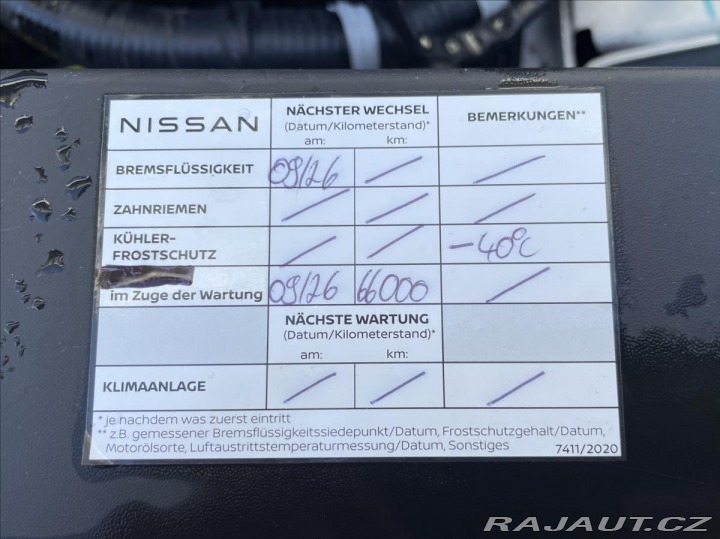 NISSAN
NÄCHSTER WECHSEL
(Datum/Kilometerstand)*
am: km:
BEMERKUNGEN**
BREMSFLÜSSIGKEIT 09/26
ZAHNRIEMEN
KÜHLER-
FROSTSCHUTZ -40°C
im Zuge der Wartung 09/26 66000
NÄCHSTE WARTUNG
(Datum/Kilometerstand)*
am: km:
KLIMAANLAGE
* je nachdem was zuerst eintritt
** z.B. gemessener Bremsflüssigkeitssiedepunkt/Datum, Frostschutzgehalt/Datum,
Motorölsorte, Luftaustrittstemperaturmessung/Datum, Sonstiges
7411/2020
RAJAUT.CZ